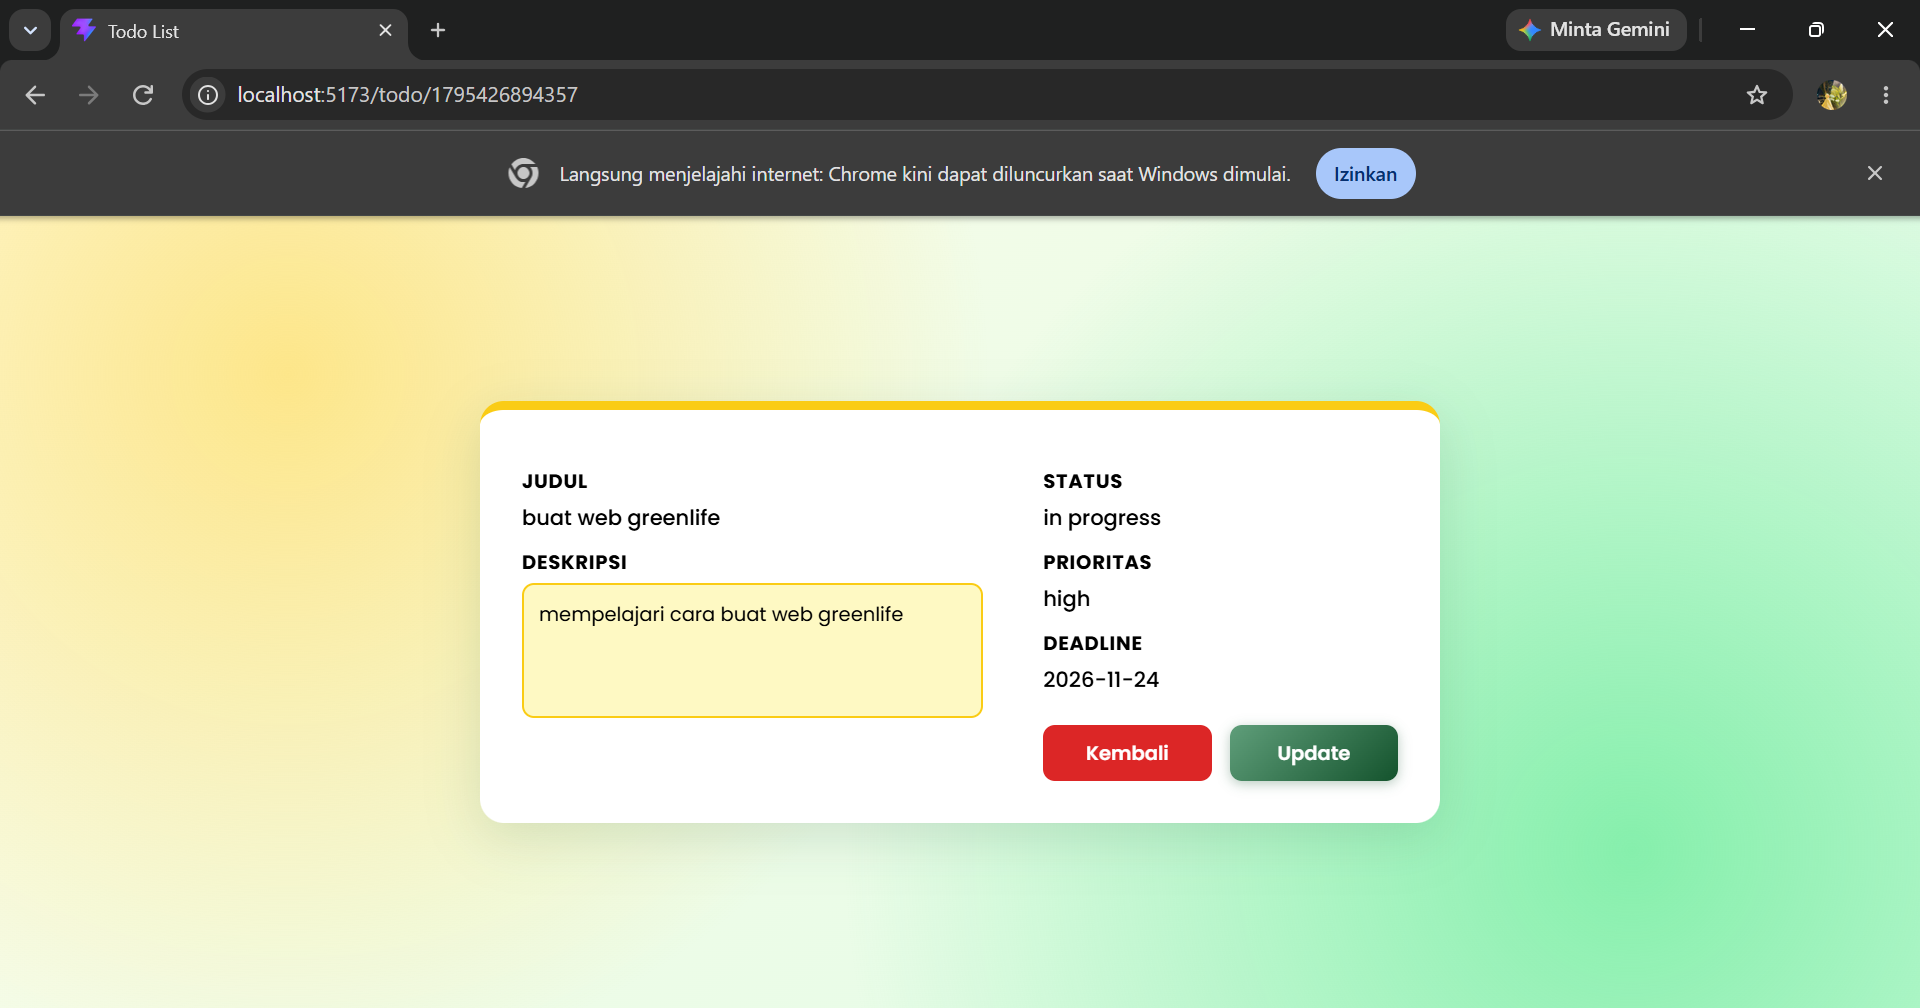 Todo List
Minta Gemini
localhost:5173/todo/1795426894357
Langsung menjelajahi internet: Chrome kini dapat diluncurkan saat Windows dimulai.
Izinkan
JUDUL
buat web greenlife
DESKRIPSI
mempelajari cara buat web greenlife
STATUS
in progress
PRIORITAS
high
DEADLINE
2026-11-24
Kembali
Update